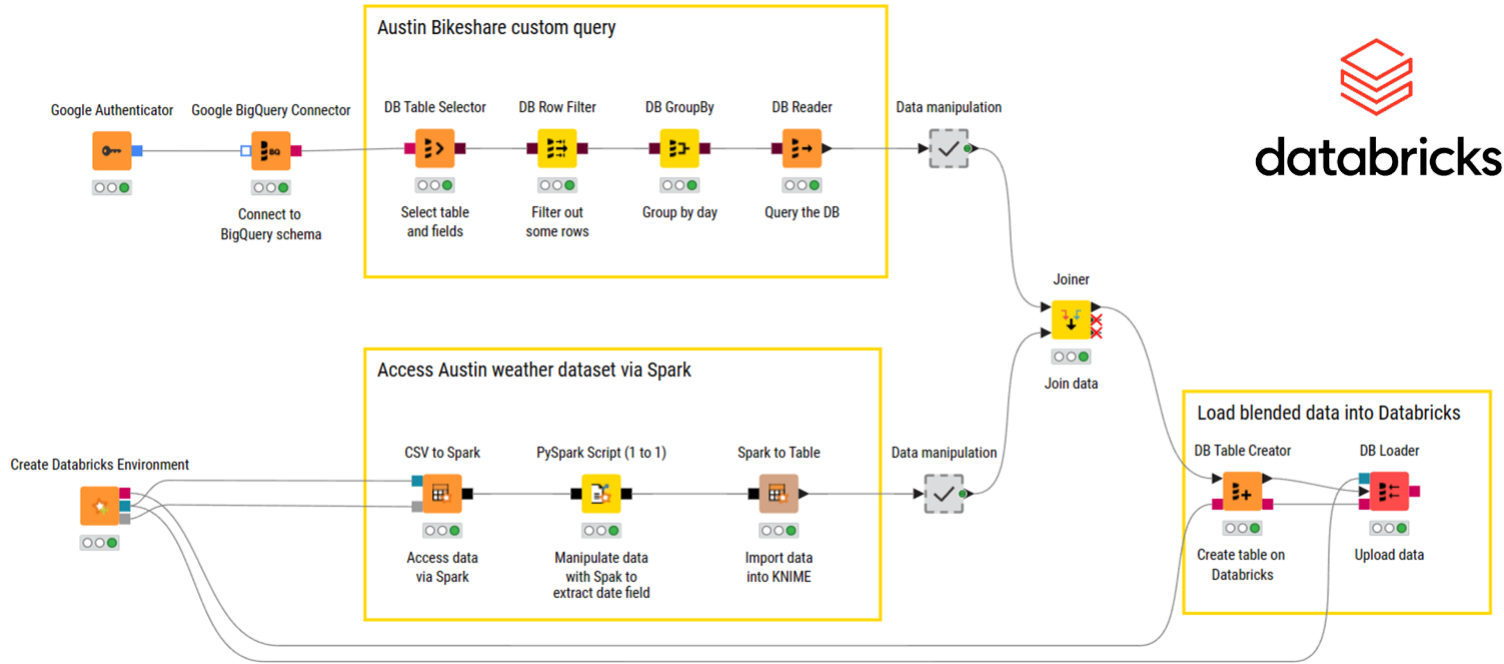 Austin Bikeshare custom query
Google Authenticator
Google BigQuery Connector
DB Table Selector
DB Row Filter
DB GroupBy
DB Reader
Data manipulation
BQ
Connect to
BigQuery schema
Select table
and fields
Filter out
some rows
Group by day
Query the DB
databricks
Joiner
Join data
Access Austin weather dataset via Spark
Create Databricks Environment
CSV to Spark
PySpark Script (1 to 1)
Spark to Table
Data manipulation
Access data
via Spark
Manipulate data
with Spak to
extract date field
Import data
into KNIME
Load blended data into Databricks
DB Table Creator
DB Loader
Create table on
Databricks
Upload data